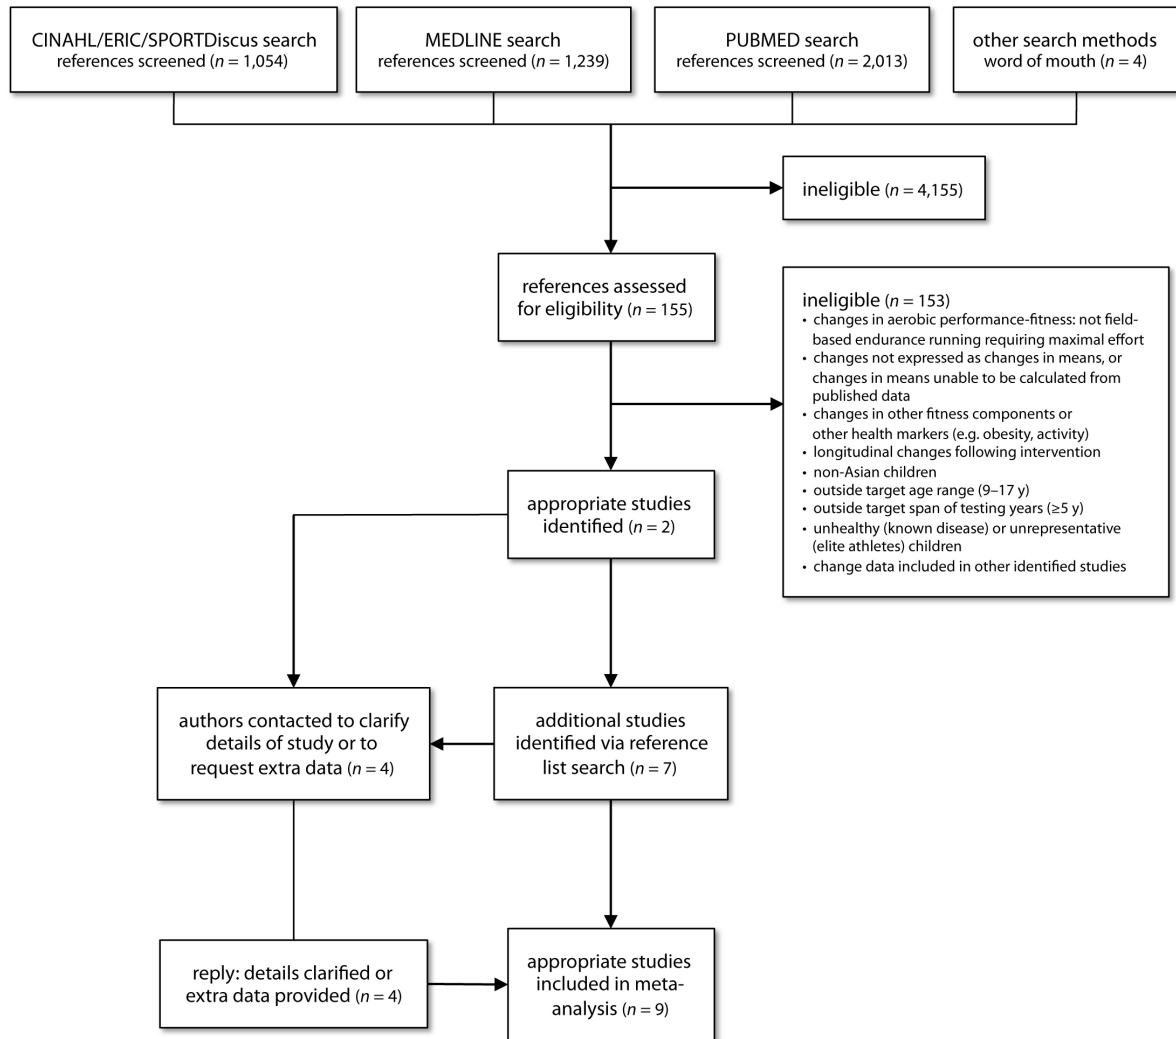 CINAHL/ERIC/SPORTDiscus search
references screened (n = 1,054)
MEDLINE search
references screened (n = 1,239)
PUBMED search
references screened (n = 2,013)
other search methods
word of mouth (n = 4)
ineligible (n = 4,155)
references assessed
for eligibility (n = 155)
ineligible (n = 153)
• changes in aerobic performance-fitness: not field-
based endurance running requiring maximal effort
• changes not expressed as changes in means, or
changes in means unable to be calculated from
published data
• changes in other fitness components or
other health markers (e.g. obesity, activity)
• longitudinal changes following intervention
• non-Asian children
• outside target age range (9–17 y)
• outside target span of testing years (≥5 y)
• unhealthy (known disease) or unrepresentative
(elite athletes) children
• change data included in other identified studies
appropriate studies
identified (n = 2)
authors contacted to clarify
details of study or to
request extra data (n = 4)
additional studies
identified via reference
list search (n = 7)
reply: details clarified or
extra data provided (n = 4)
appropriate studies
included in meta-
analysis (n = 9)